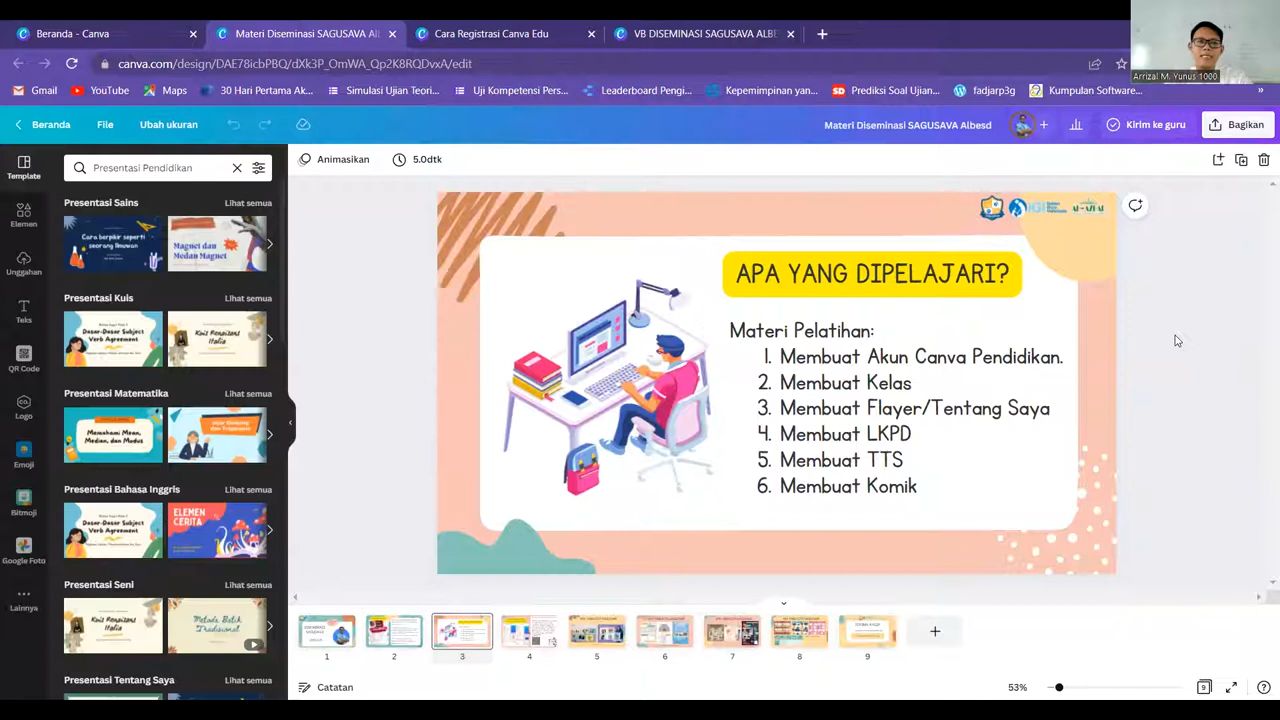 Beranda - Canva
Materi Diseminasi SAGUSAVA ALB
Cara Registrasi Canva Edu
VB DISEMINASI SAGUSAVA ALBE
canva.com/design/DAE78icbPBQ/dXk3P_OmWA_Qp2K8RQDvxA/edit
Arrizal M. Yunus 1000
Gmail
YouTube
Maps
30 Hari Pertama Ak...
Simulasi Ujian Teori...
Uji Kompetensi Pers...
Leaderboard Pengi...
Kepemimpinan yan...
Prediksi Soal Ujian...
fadjarp3g
Kumpulan Software...
Beranda
File
Ubah ukuran
Materi Diseminasi SAGUSAVA Albesd
Kirim ke guru
Bagikan
Template
Elemen
Unggahan
Teks
QR Code
Logo
Emoji
Bitmoji
Google Foto
Lainnya
Presentasi Pendidikan
Presentasi Sains
Lihat semua
Cara berpikir seperti
seorang ilmuwan
Magnet dan
Medan Magnet
Presentasi Kuis
Lihat semua
Dasar-Dasar Subject
Verb Agreement
Kuis Renaitans
Italia
Presentasi Matematika
Lihat semua
Memahami Mean,
Median, dan Modus
Presentasi Bahasa Inggris
Lihat semua
Dasar-Dasar Subject
Verb Agreement
ELEMEN
CERITA
Presentasi Seni
Lihat semua
Kuis Renaitans
Italia
Metode Batik
Tradisional
Presentasi Tentang Saya
Lihat semua
Animasikan
5.0dtk
IGI
APA YANG DIPELAJARI?
Materi Pelatihan:
1. Membuat Akun Canva Pendidikan.
2. Membuat Kelas
3. Membuat Flayer/Tentang Saya
4. Membuat LKPD
5. Membuat TTS
6. Membuat Komik
1
2
3
4
5
6
7
8
9
Catatan
53%
9